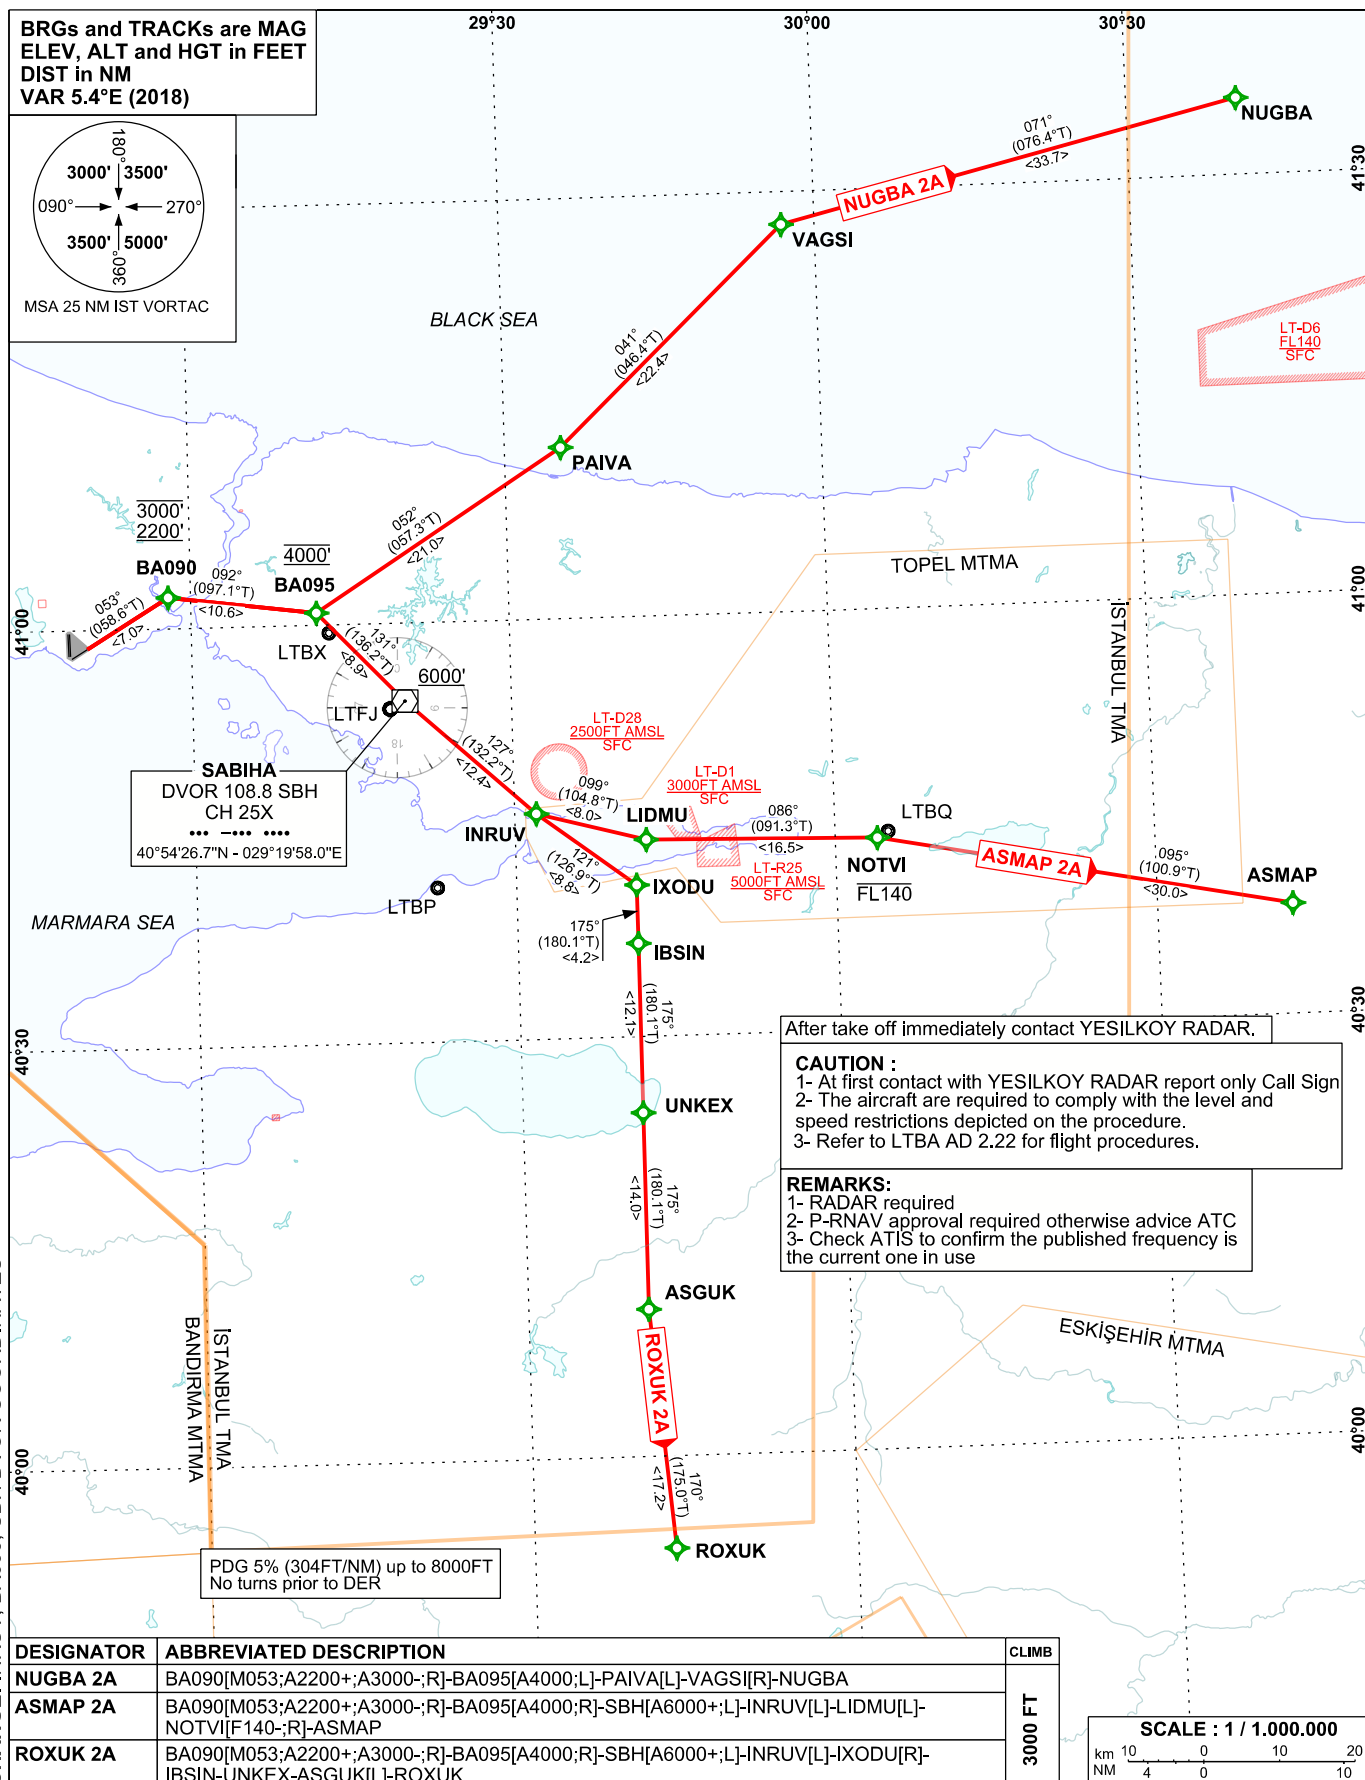 BRGs and TRACKs are MAG
ELEV, ALT and HGT in FEET
DIST in NM
VAR 5.4°E (2018)
29°30
30°00
30°30
180°
3000' 3500'
090° 270°
3500' 5000'
360°
MSA 25 NM IST VORTAC
NUGBA
071°
(076.4°T)
<33.7>
41°30
NUGBA 2A
VAGSI
BLACK SEA
041°
(046.4°T)
<22.4>
LT-D6
FL140
SFC
PAIVA
052°
(057.3°T)
<21.0>
3000'
2200'
4000'
BA090
092°
(097.1°T)
<10.6>
BA095
TOPEL MTMA
053°
(058.6°T)
<7.0>
41°00
41°00
LTBX
131°
(136.2°T)
<8.9>
6000'
İSTANBUL TMA
LTFJ
9
18
127°
(132.2°T)
<12.4>
LT-D28
2500FT AMSL
SFC
SABIHA
DVOR 108.8 SBH
CH 25X
••• –••• ••••
40°54'26.7"N - 029°19'58.0"E
099°
(104.8°T)
<8.0>
LT-D1
3000FT AMSL
SFC
INRUV
LIDMU
086°
(091.3°T)
<16.5>
LTBQ
NOTVI
FL140
ASMAP 2A
095°
(100.9°T)
<30.0>
ASMAP
121°
(126.9°T)
<8.8>
IXODU
LT-R25
5000FT AMSL
SFC
LTBP
MARMARA SEA
175°
(180.1°T)
<4.2>
IBSIN
175°
(180.1°T)
<12.1>
40°30
40°30
After take off immediately contact YESILKOY RADAR.
CAUTION :
1- At first contact with YESILKOY RADAR report only Call Sign
2- The aircraft are required to comply with the level and
speed restrictions depicted on the procedure.
3- Refer to LTBA AD 2.22 for flight procedures.
UNKEX
175°
(180.1°T)
<14.0>
REMARKS:
1- RADAR required
2- P-RNAV approval required otherwise advice ATC
3- Check ATIS to confirm the published frequency is
the current one in use
ASGUK
ROXUK 2A
İSTANBUL TMA
BANDIRMA MTMA
ESKİŞEHİR MTMA
40°00
40°00
170°
(175.0°T)
<17.2>
ROXUK
PDG 5% (304FT/NM) up to 8000FT
No turns prior to DER
DESIGNATOR ABBREVIATED DESCRIPTION CLIMB
NUGBA 2A BA090[M053;A2200+;A3000-;R]-BA095[A4000;L]-PAIVA[L]-VAGSI[R]-NUGBA
ASMAP 2A BA090[M053;A2200+;A3000-;R]-BA095[A4000;R]-SBH[A6000+;L]-INRUV[L]-LIDMU[L]-
NOTVI[F140-;R]-ASMAP
3000 FT
ROXUK 2A BA090[M053;A2200+;A3000-;R]-BA095[A4000;R]-SBH[A6000+;L]-INRUV[L]-IXODU[R]-
IBSIN-UNKEX-ASGUK[L]-ROXUK
SCALE : 1 / 1.000.000
km 10 0 10 20
NM 4 0 10